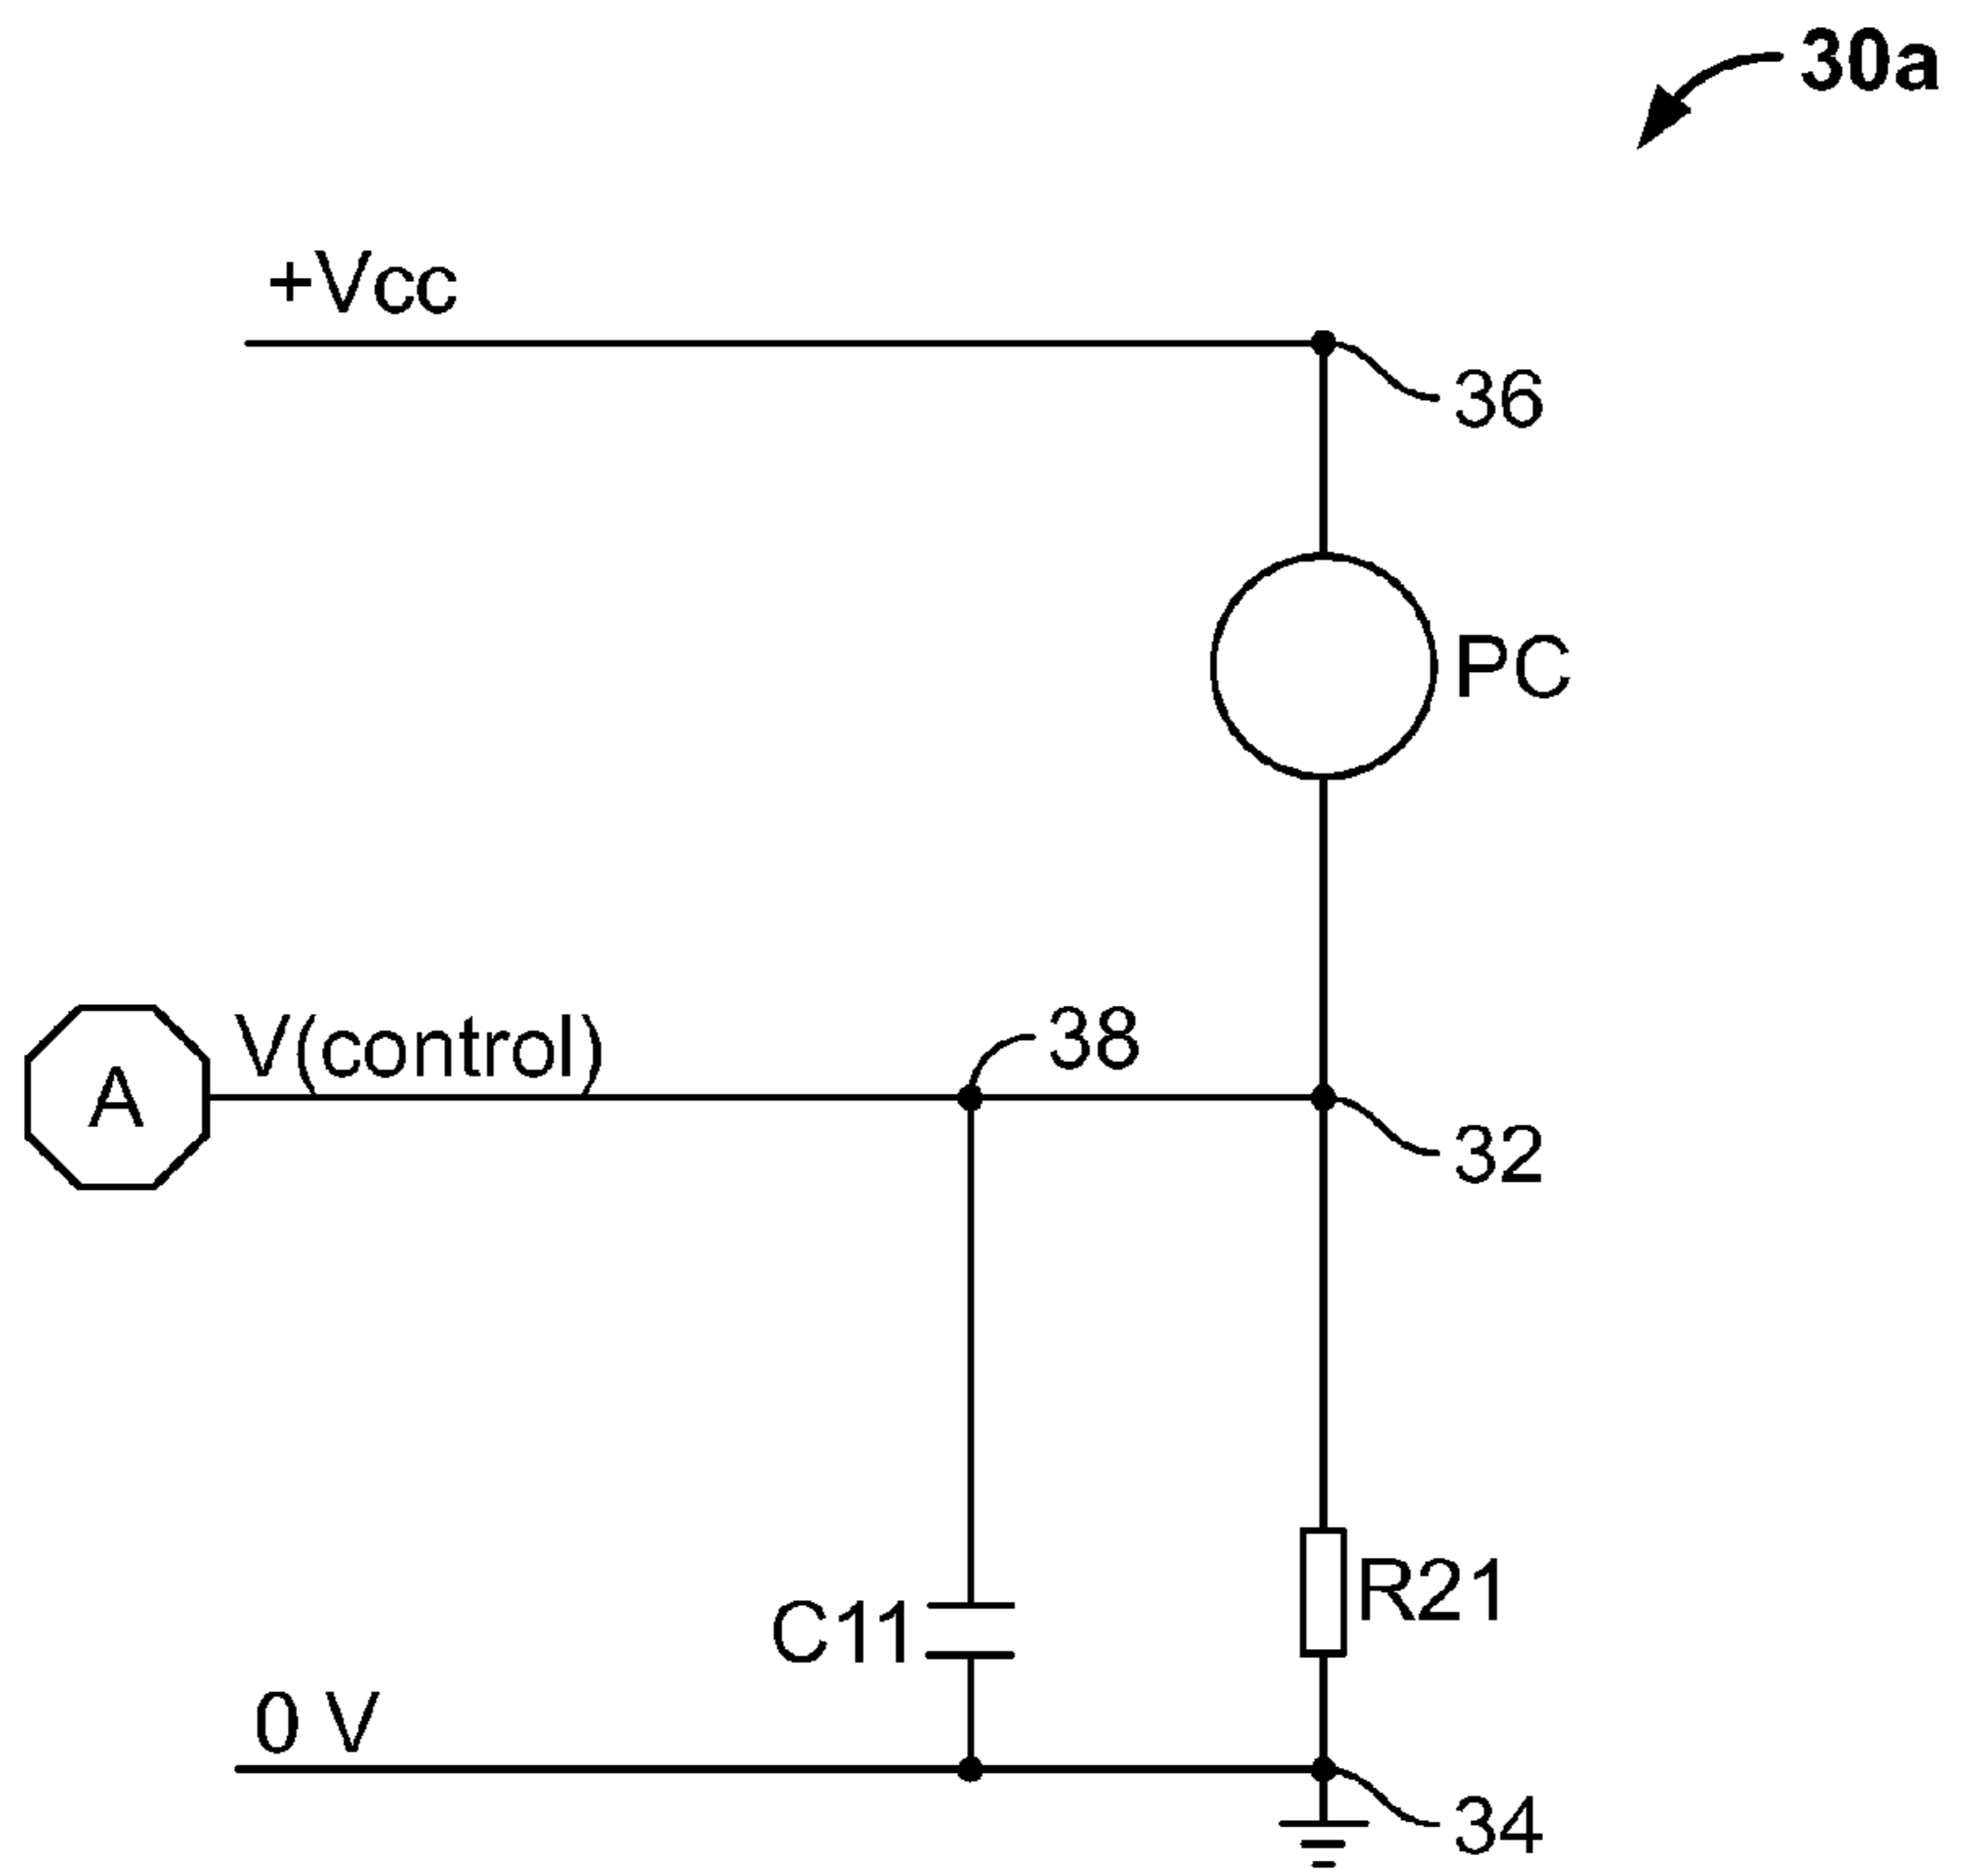 30a
+Vcc
36
PC
V(control)
38
A
32
C11
R21
0 V
34